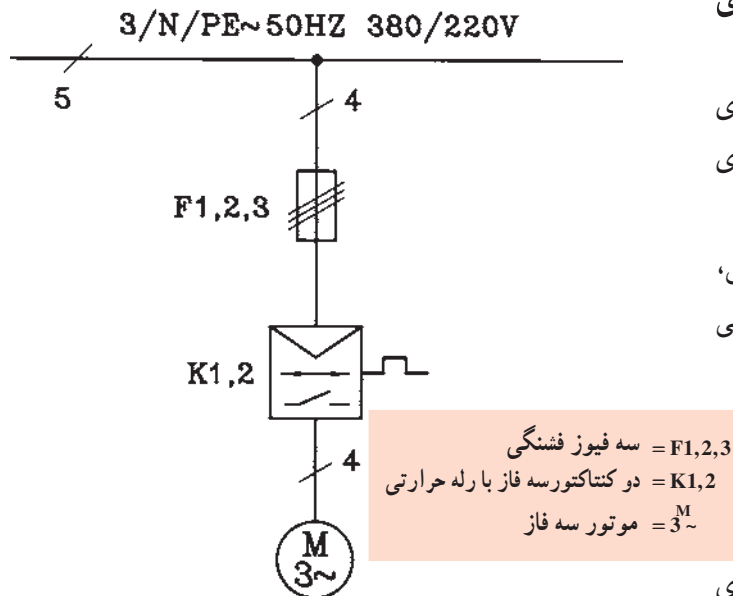 3/N/PE~50HZ 380/220V
5
4
F1,2,3
K1,2
4
M
3~
F1,2,3 = سه فیوز فشنگی
K1,2 = دو کنتاکتورسه فاز با رله حرارتی
M
3~ = موتور سه فاز